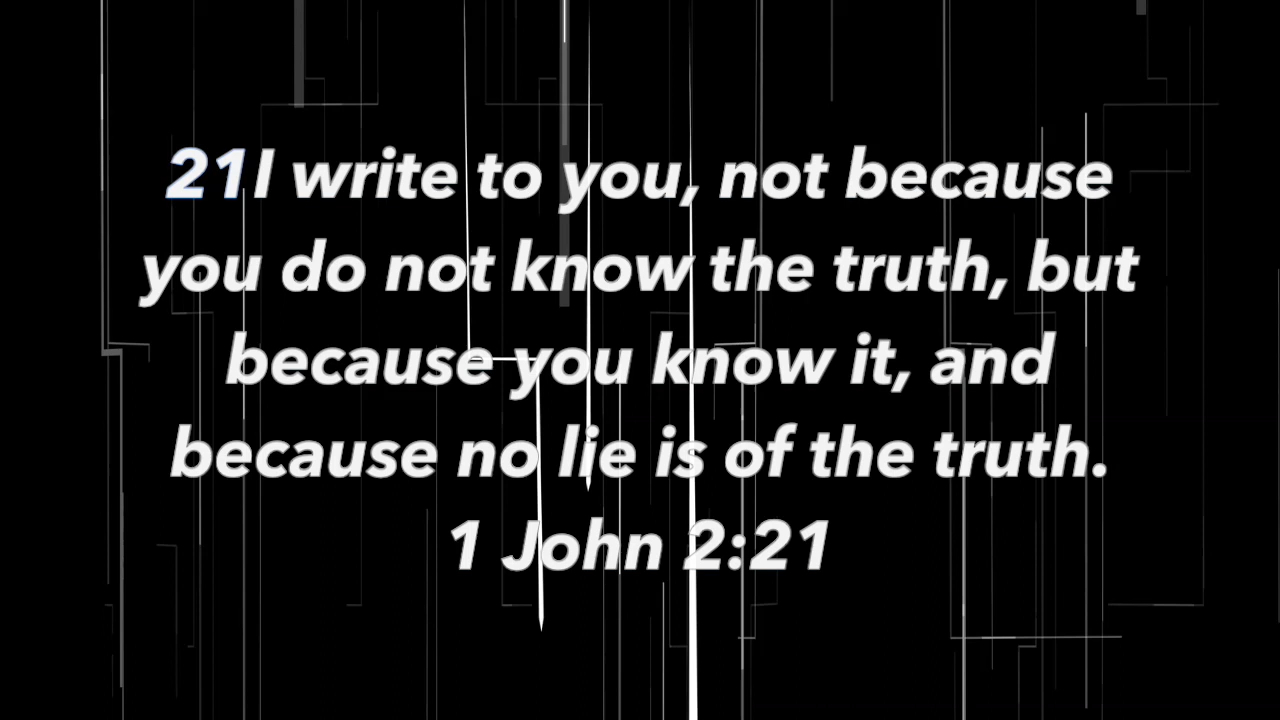 21I write to you, not because
you do not know the truth, but
because you know it, and
because no lie is of the truth.
1 John 2:21